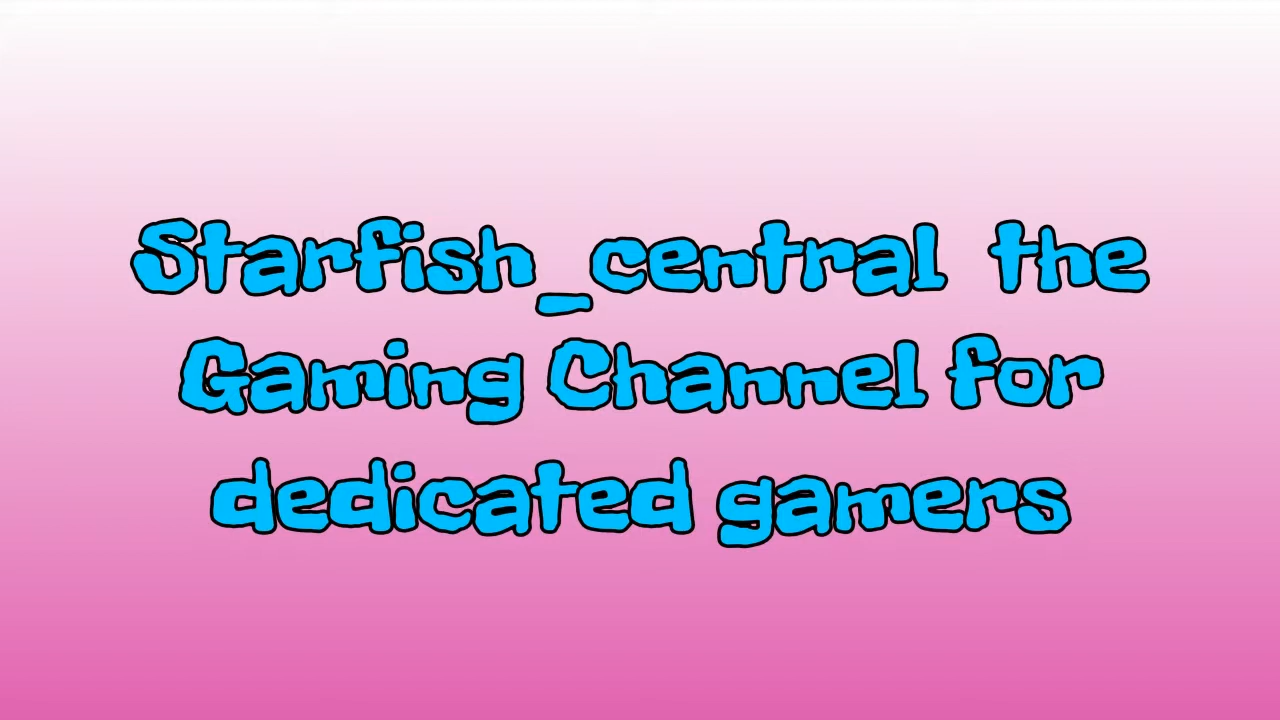 Starfish_central  the
Gaming Channel for
dedicated gamers